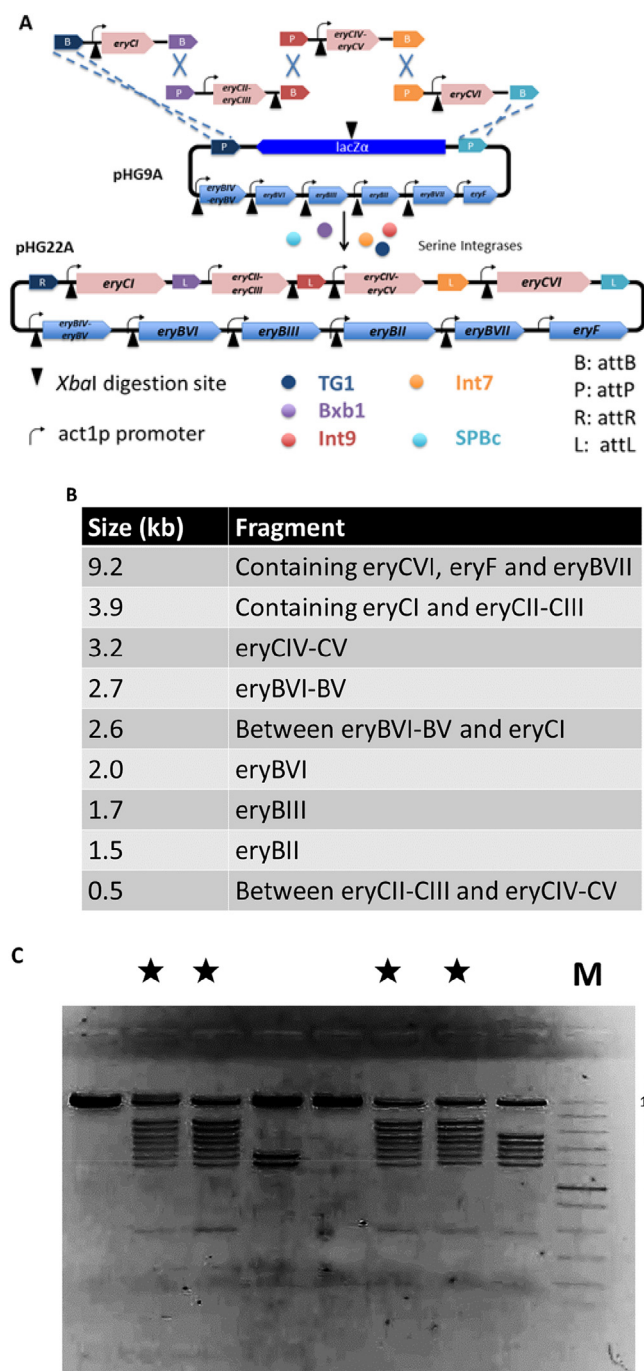 A
B eryCI B
P eryCIV-eryCV B
P eryCII-eryCIII B
P eryCVI B
P lacZα P
pHG9A
eryBIV-eryBV eryBVI eryBIII eryBII eryBVII eryF
pHG22A
Serine Integrases
R eryCI L eryCII-eryCIII L eryCIV-eryCV L eryCVI L
eryBIV-eryBV eryBVI eryBIII eryBII eryBVII eryF
XbaI digestion site
act1p promoter
TG1 Int7
Bxb1
Int9 SPBc
B: attB
P: attP
R: attR
L: attL
B
Size (kb) Fragment
9.2 Containing eryCVI, eryF and eryBVII
3.9 Containing eryCI and eryCII-CIII
3.2 eryCIV-CV
2.7 eryBVI-BV
2.6 Between eryBVI-BV and eryCI
2.0 eryBVI
1.7 eryBIII
1.5 eryBII
0.5 Between eryCII-CIII and eryCIV-CV
C
M
1